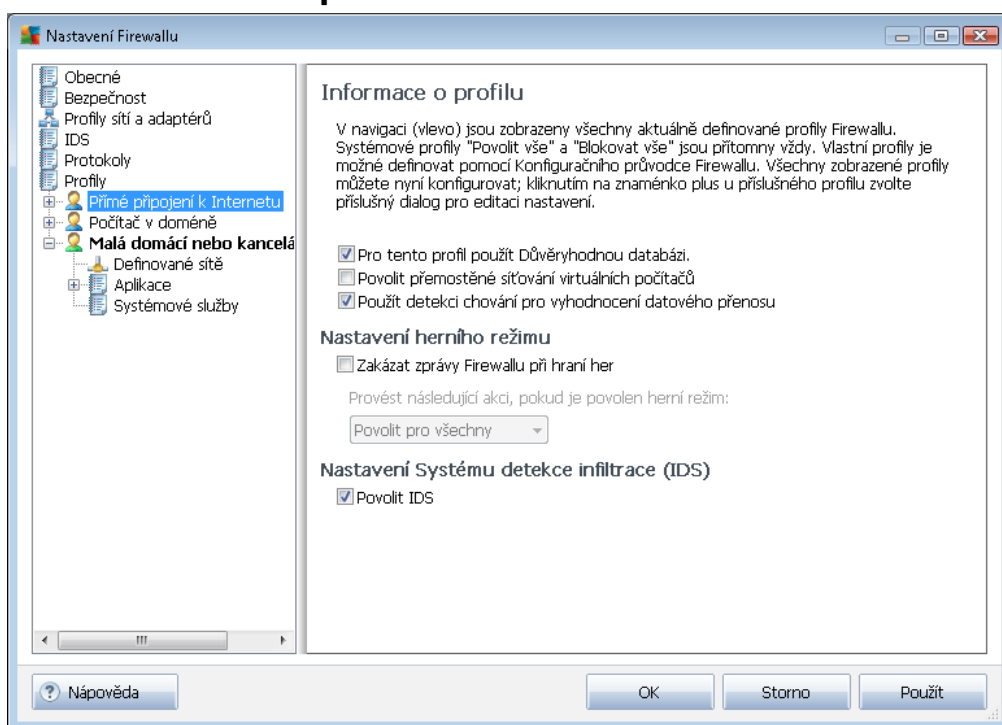 Nastavení Firewallu
Obecné
Bezpečnost
Profily sítí a adaptérů
IDS
Protokoly
Profily
Přímé připojení k Internetu
Počítač v doméně
Malá domácí nebo kancelá
Definované sítě
Aplikace
Systémové služby
Informace o profilu
V navigaci (vlevo) jsou zobrazeny všechny aktuálně definované profily Firewallu.
Systémové profily "Povolit vše" a "Blokovat vše" jsou přítomny vždy. Vlastní profily je
možné definovat pomocí Konfiguračního průvodce Firewallu. Všechny zobrazené profily
můžete nyní konfigurovat; kliknutím na znaménko plus u příslušného profilu zvolte
příslušný dialog pro editaci nastavení.
Pro tento profil použít Důvěryhodnou databázi.
Povolit přemostěné síťování virtuálních počítačů
Použít detekci chování pro vyhodnocení datového přenosu
Nastavení herního režimu
Zakázat zprávy Firewallu při hraní her
Provést následující akci, pokud je povolen herní režim:
Povolit pro všechny
Nastavení Systému detekce infiltrace (IDS)
Povolit IDS
Nápověda
OK
Storno
Použít